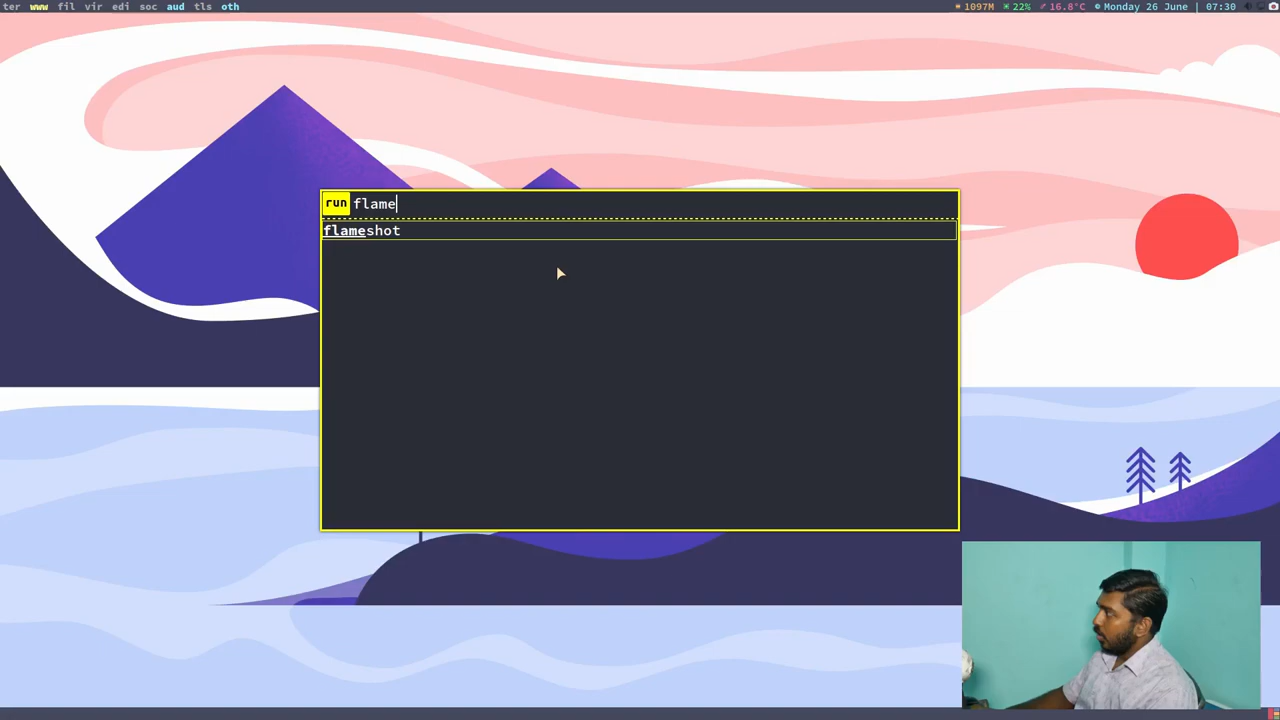 ter www fil vir edi soc aud tls oth
1097M 22% 16.8°C Monday 26 June | 07:30
run flame
flameshot